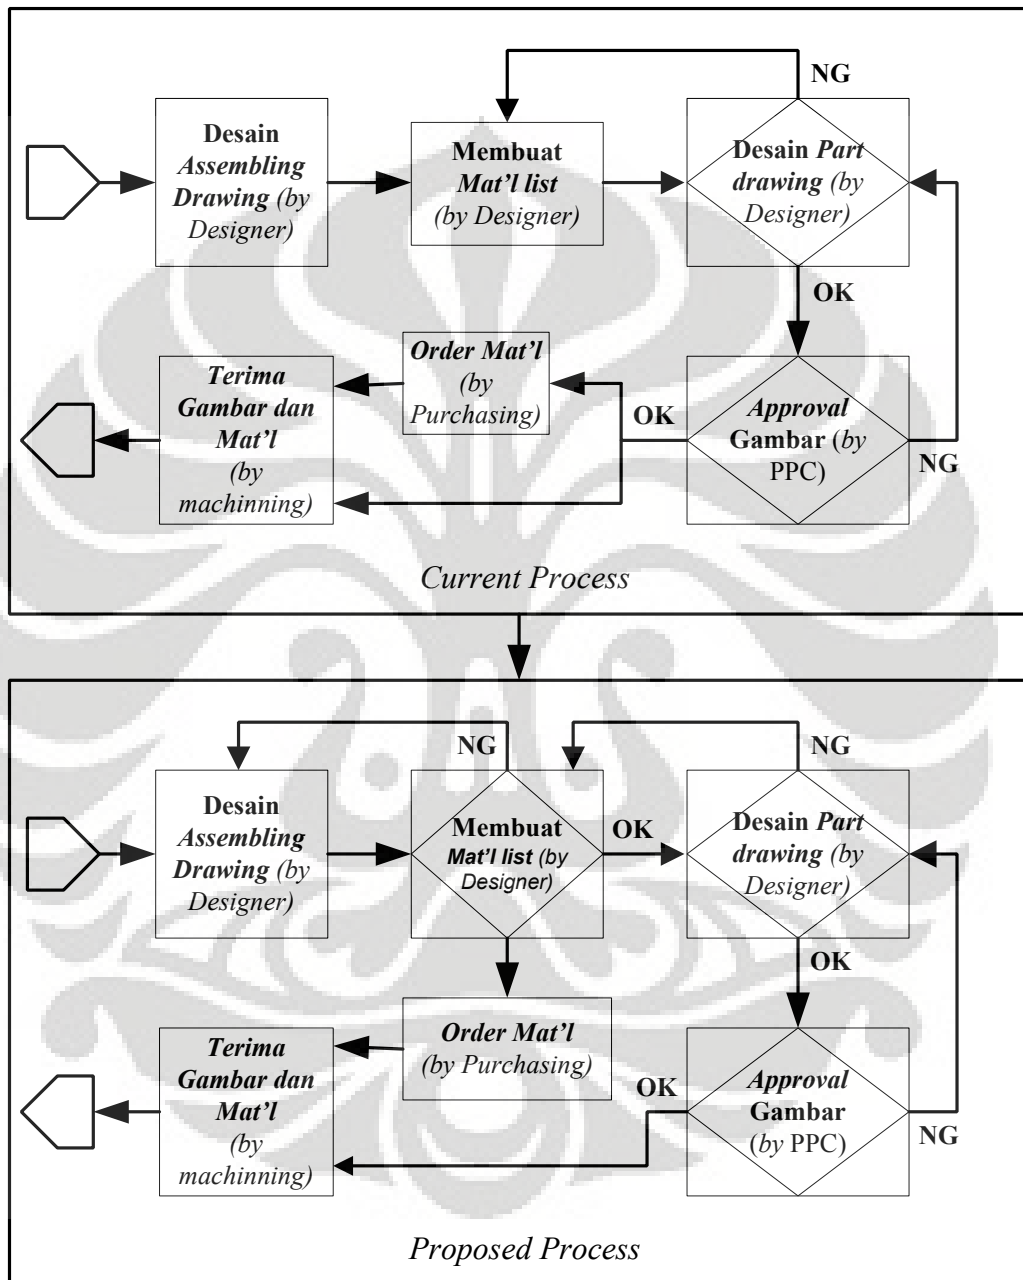 NG
Desain
Assembling
Drawing (by
Designer)
Membuat
Mat'l list
(by Designer)
Desain Part
drawing (by
Designer)
OK
Order Mat'l
(by
Purchasing)
Terima
Gambar dan
Mat'l
(by
machinning)
OK
Approval
Gambar (by
PPC)
NG
Current Process
NG
NG
Desain
Assembling
Drawing (by
Designer)
Membuat
Mat'l list (by
Designer)
OK
Desain Part
drawing (by
Designer)
OK
Order Mat'l
(by Purchasing)
Terima
Gambar dan
Mat'l
(by
machinning)
OK
Approval
Gambar
(by PPC)
NG
Proposed Process